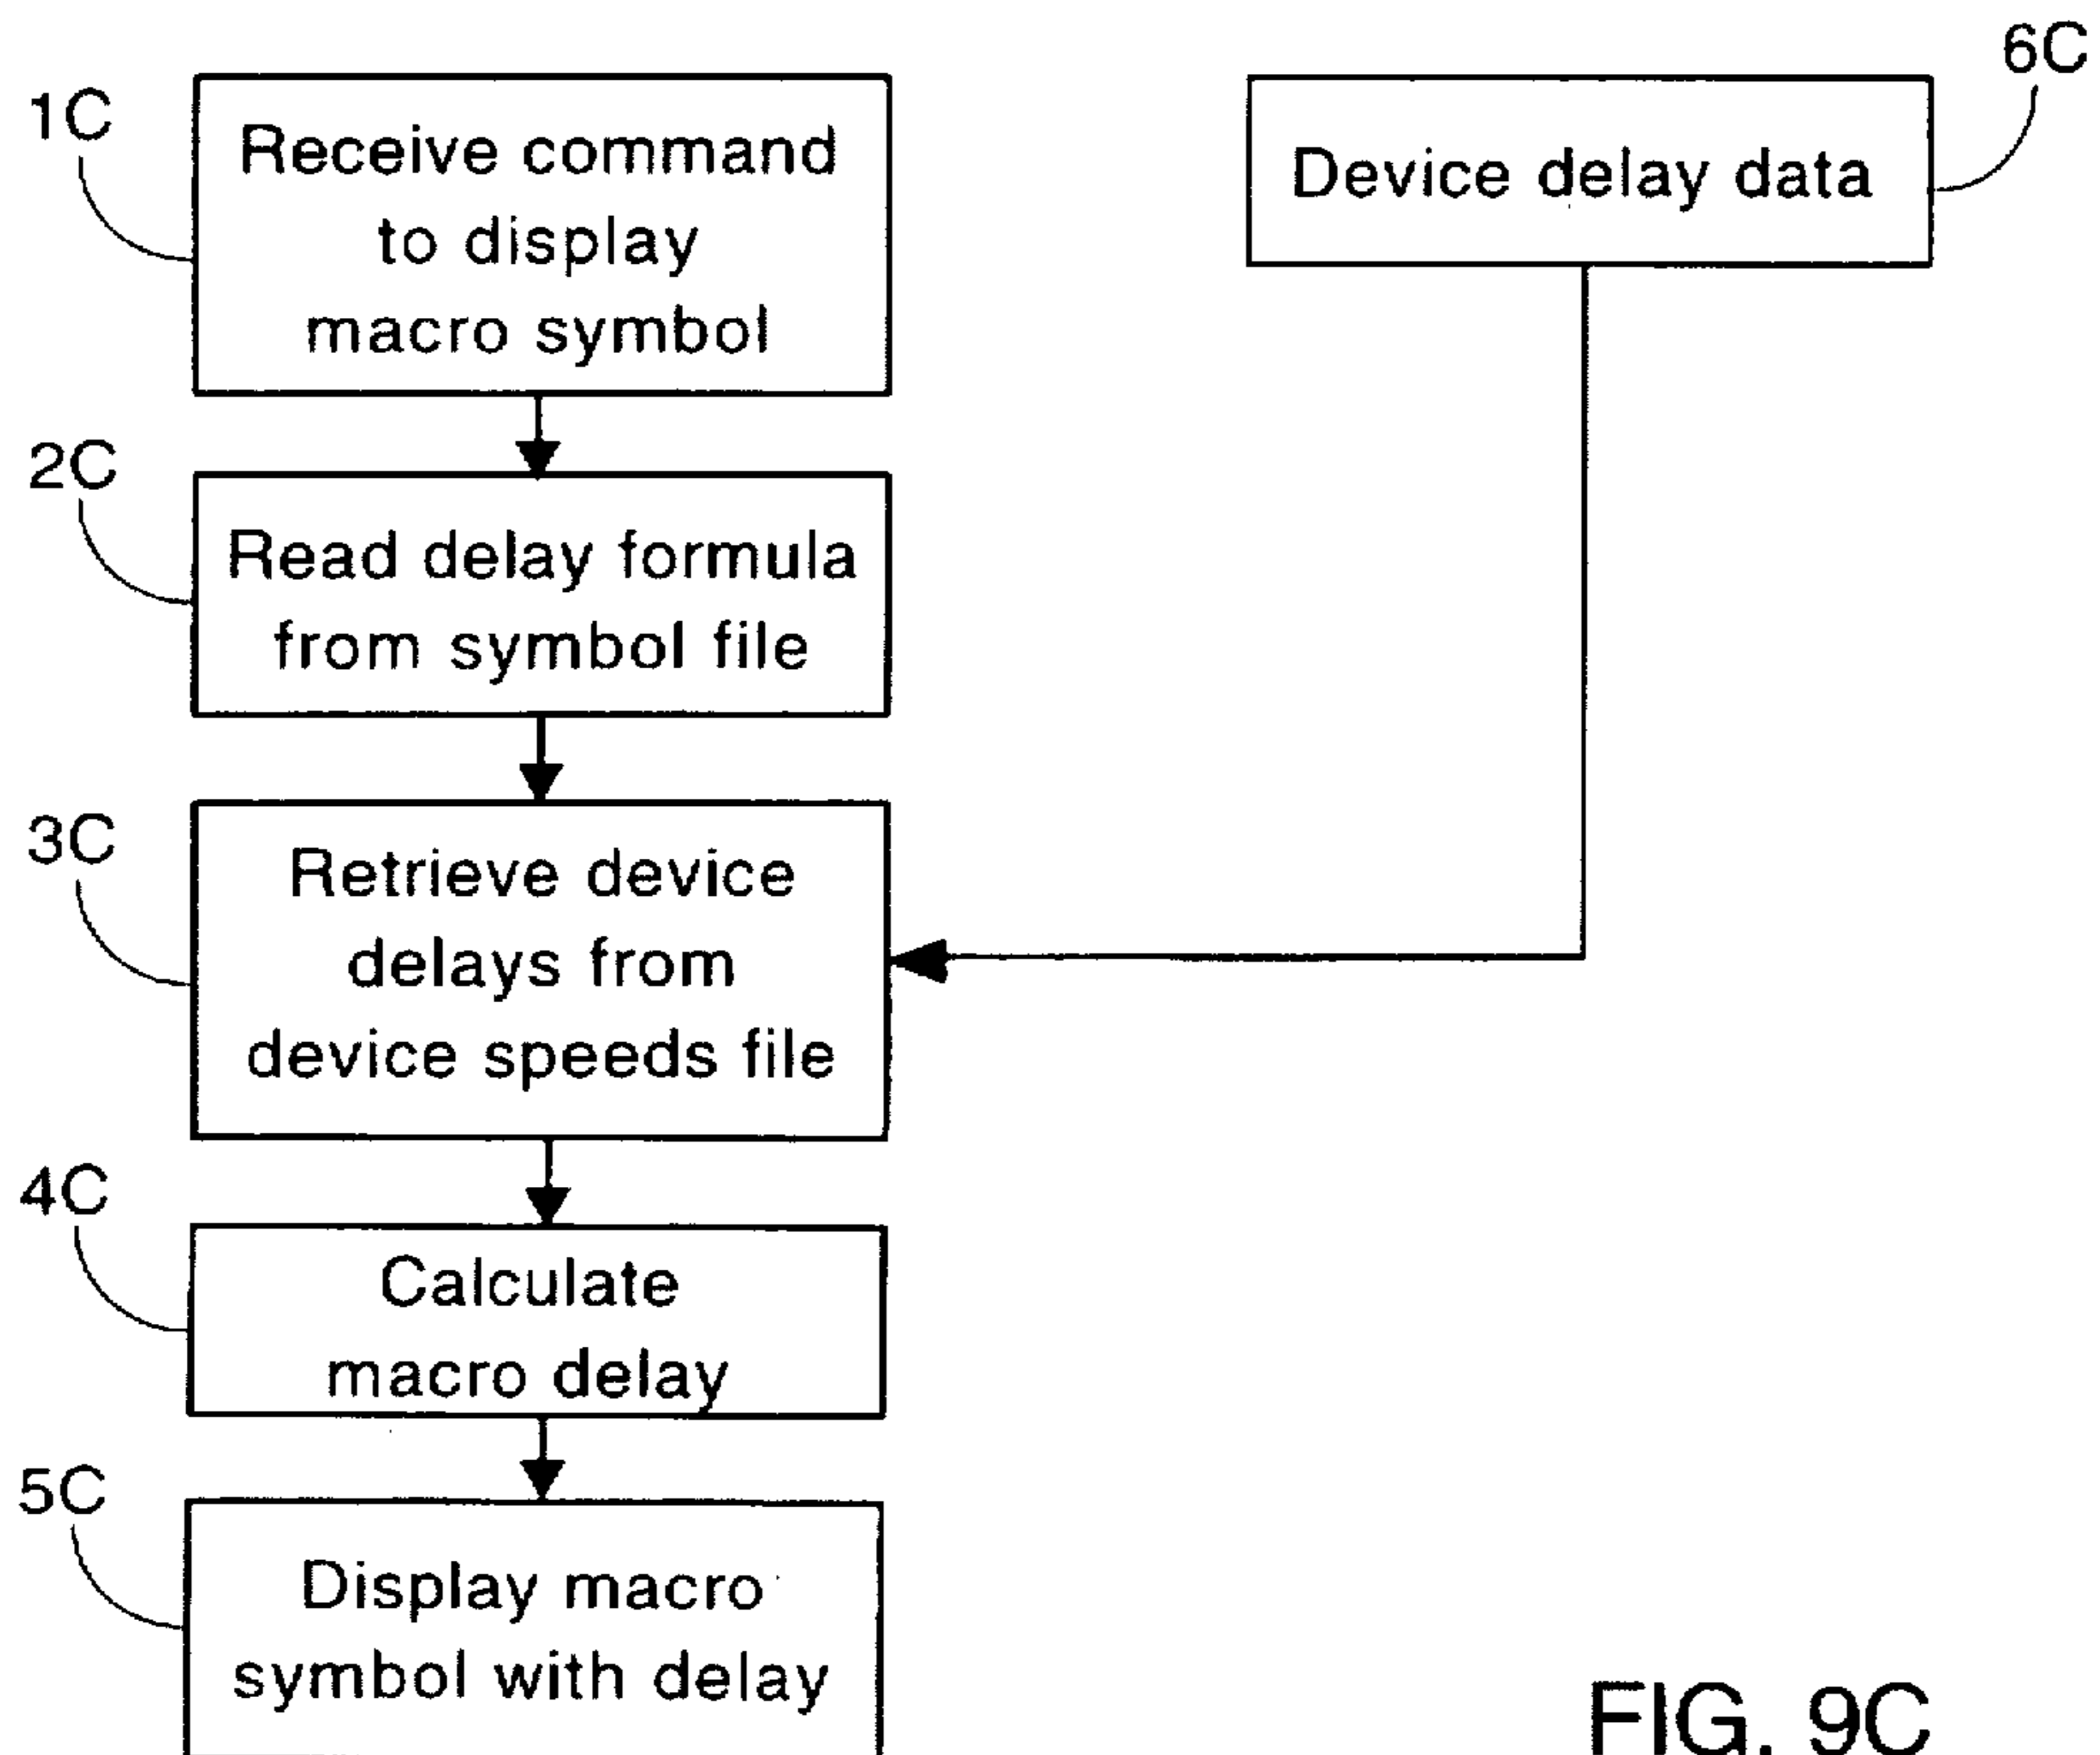 1C
Receive command
to display
macro symbol
6C
Device delay data
2C
Read delay formula
from symbol file
3C
Retrieve device
delays from
device speeds file
4C
Calculate
macro delay
5C
Display macro
symbol with delay
FIG. 9C